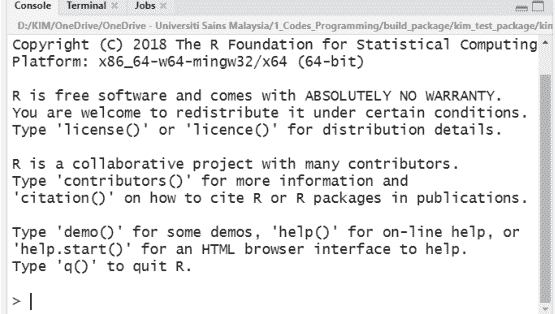 Console Terminal × Jobs ×
D:/KIM/OneDrive/OneDrive - Universiti Sains Malaysia/1_Codes_Programming/build_package/kim_test_package/kin
Copyright (C) 2018 The R Foundation for Statistical Computing
Platform: x86_64-w64-mingw32/x64 (64-bit)
R is free software and comes with ABSOLUTELY NO WARRANTY.
You are welcome to redistribute it under certain conditions.
Type 'license()' or 'licence()' for distribution details.
R is a collaborative project with many contributors.
Type 'contributors()' for more information and
'citation()' on how to cite R or R packages in publications.
Type 'demo()' for some demos, 'help()' for on-line help, or
'help.start()' for an HTML browser interface to help.
Type 'q()' to quit R.
>